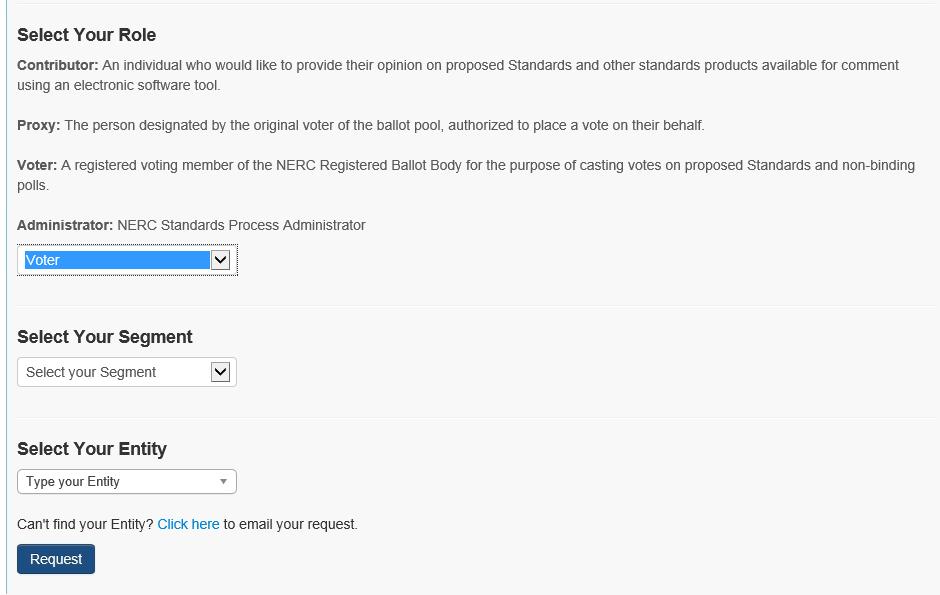 Select Your Role
Contributor: An individual who would like to provide their opinion on proposed Standards and other standards products available for comment
using an electronic software tool.
Proxy: The person designated by the original voter of the ballot pool, authorized to place a vote on their behalf.
Voter: A registered voting member of the NERC Registered Ballot Body for the purpose of casting votes on proposed Standards and non-binding
polls.
Administrator: NERC Standards Process Administrator
Voter
Select Your Segment
Select your Segment
Select Your Entity
Type your Entity
Can't find your Entity? Click here to email your request.
Request